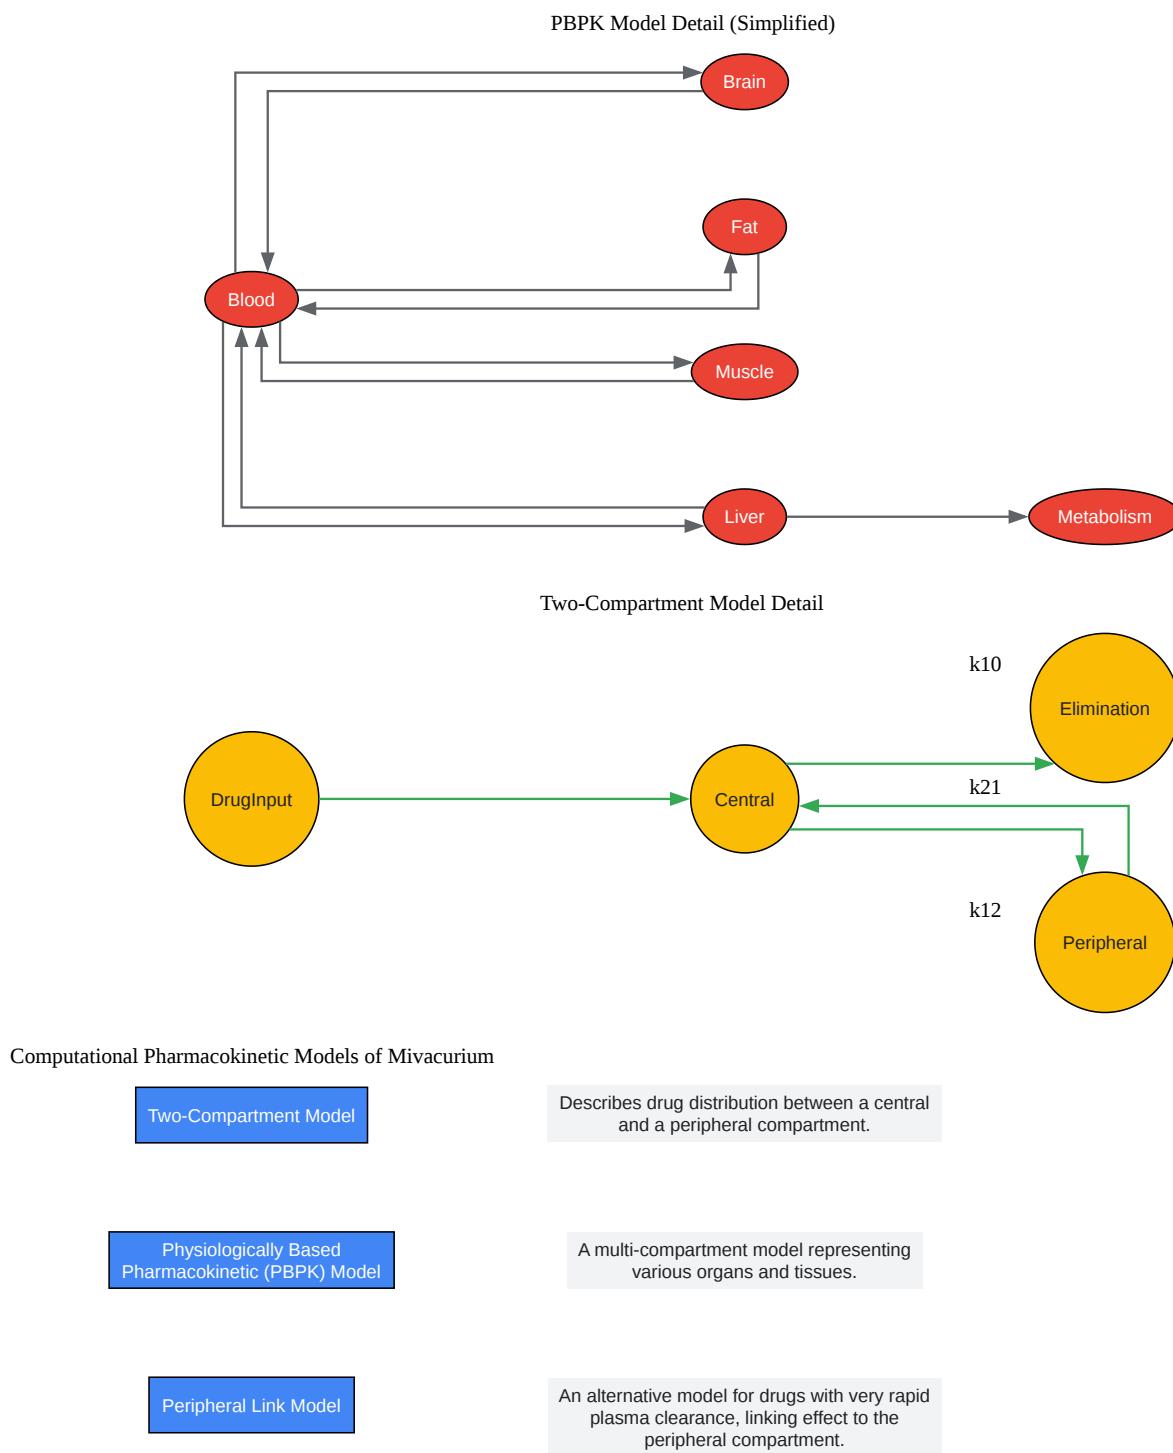 PBPK Model Detail (Simplified)
Brain
Fat
Blood
Muscle
Liver
Metabolism
Two-Compartment Model Detail
k10
Elimination
k21
DrugInput
Central
k12
Peripheral
Computational Pharmacokinetic Models of Mivacurium
Two-Compartment Model
Describes drug distribution between a central
and a peripheral compartment.
Physiologically Based
Pharmacokinetic (PBPK) Model
A multi-compartment model representing
various organs and tissues.
Peripheral Link Model
An alternative model for drugs with very rapid
plasma clearance, linking effect to the
peripheral compartment.